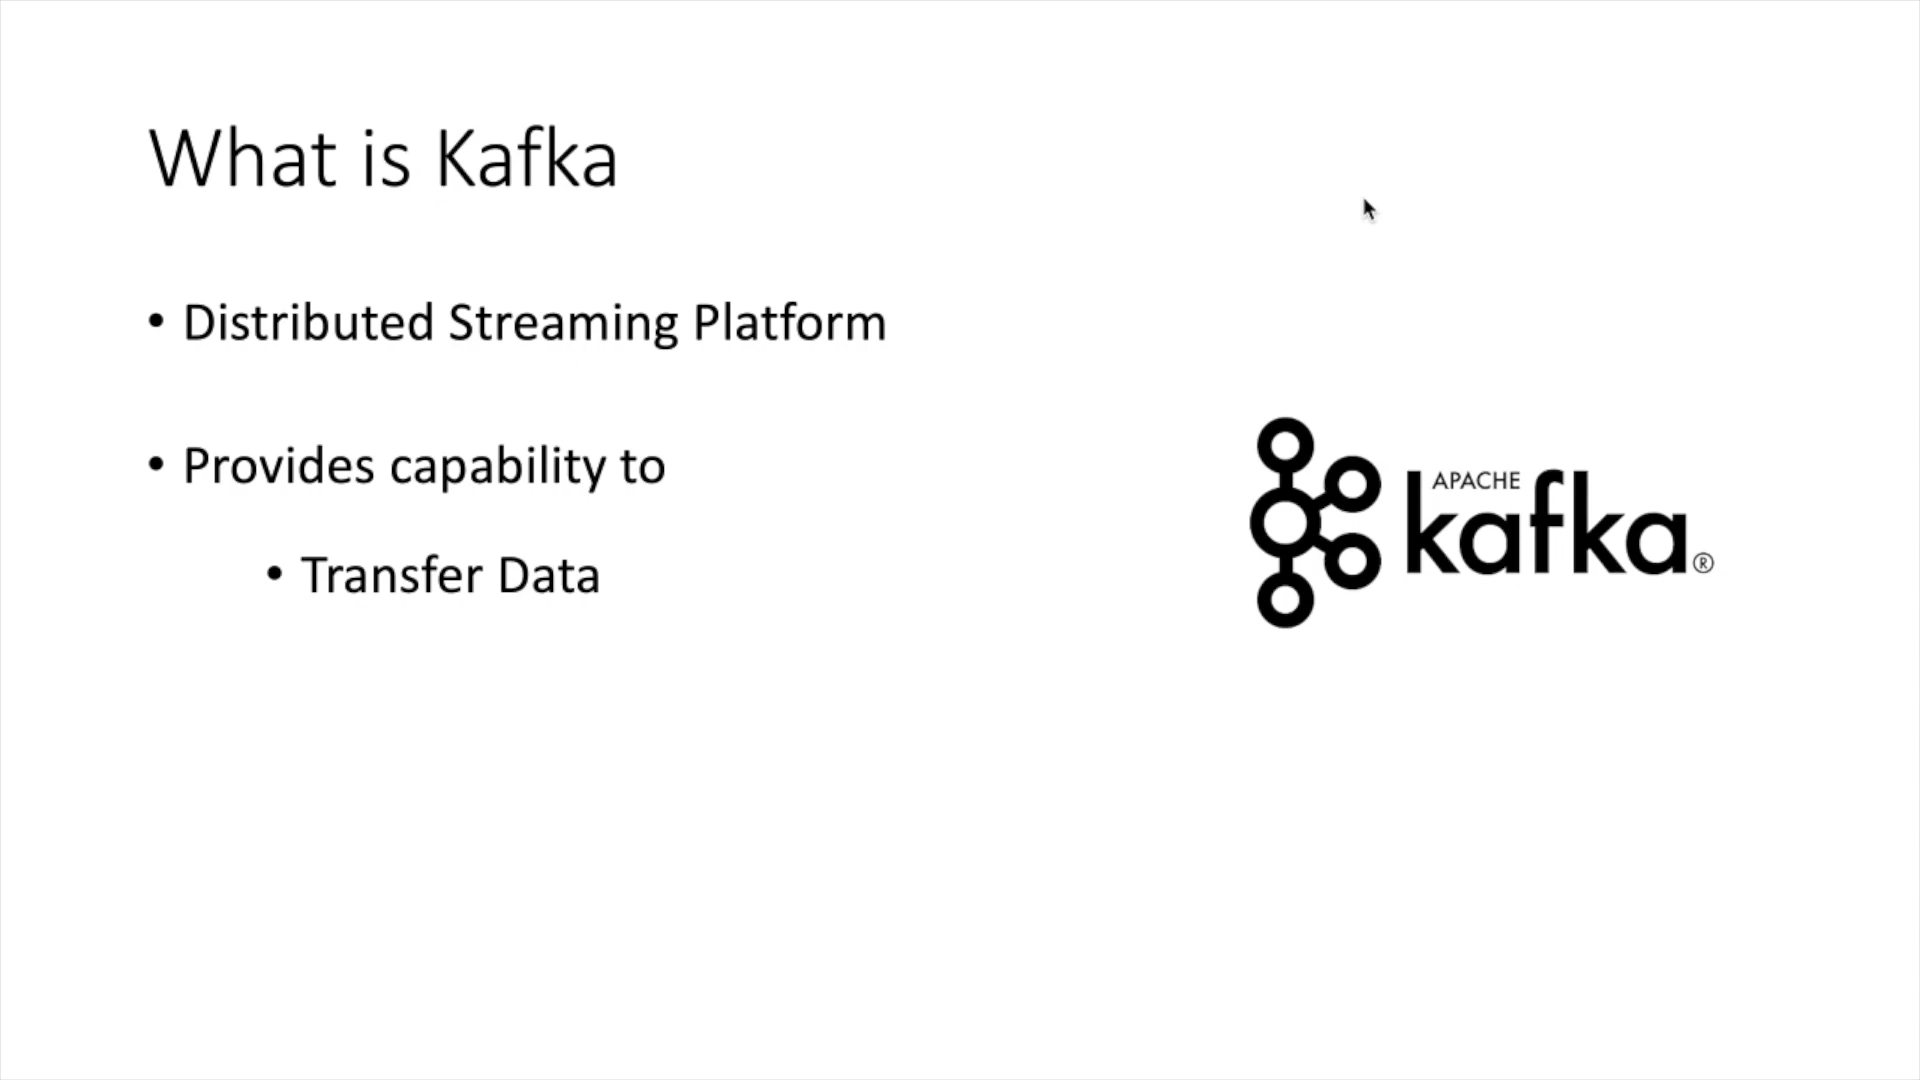 What is Kafka
• Distributed Streaming Platform
• Provides capability to
• Transfer Data
APACHE
kafka®